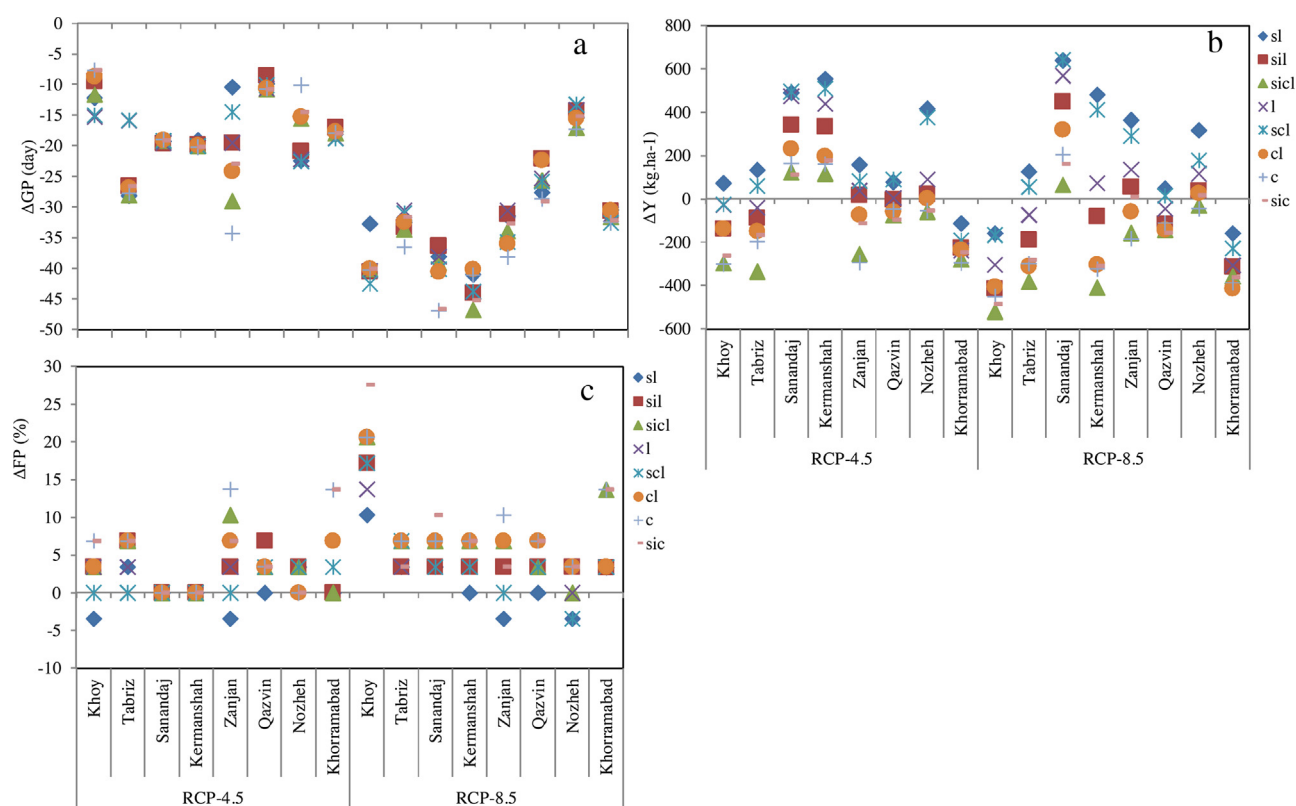 a
ΔGP (day)
0
-5
-10
-15
-20
-25
-30
-35
-40
-45
-50
b
ΔY (kg.ha-1)
800
600
400
200
0
-200
-400
-600
Khoy
Tabriz
Sanandaj
Kermanshah
Zanjan
Qazvin
Nozheh
Khorramabad
Khoy
Tabriz
Sanandaj
Kermanshah
Zanjan
Qazvin
Nozheh
Khorramabad
RCP-4.5
RCP-8.5
sl
sil
sicl
l
scl
cl
c
sic
c
ΔFP (%)
30
25
20
15
10
5
0
-5
-10
Khoy
Tabriz
Sanandaj
Kermanshah
Zanjan
Qazvin
Nozheh
Khorramabad
Khoy
Tabriz
Sanandaj
Kermanshah
Zanjan
Qazvin
Nozheh
Khorramabad
RCP-4.5
RCP-8.5
sl
sil
sicl
l
scl
cl
c
sic